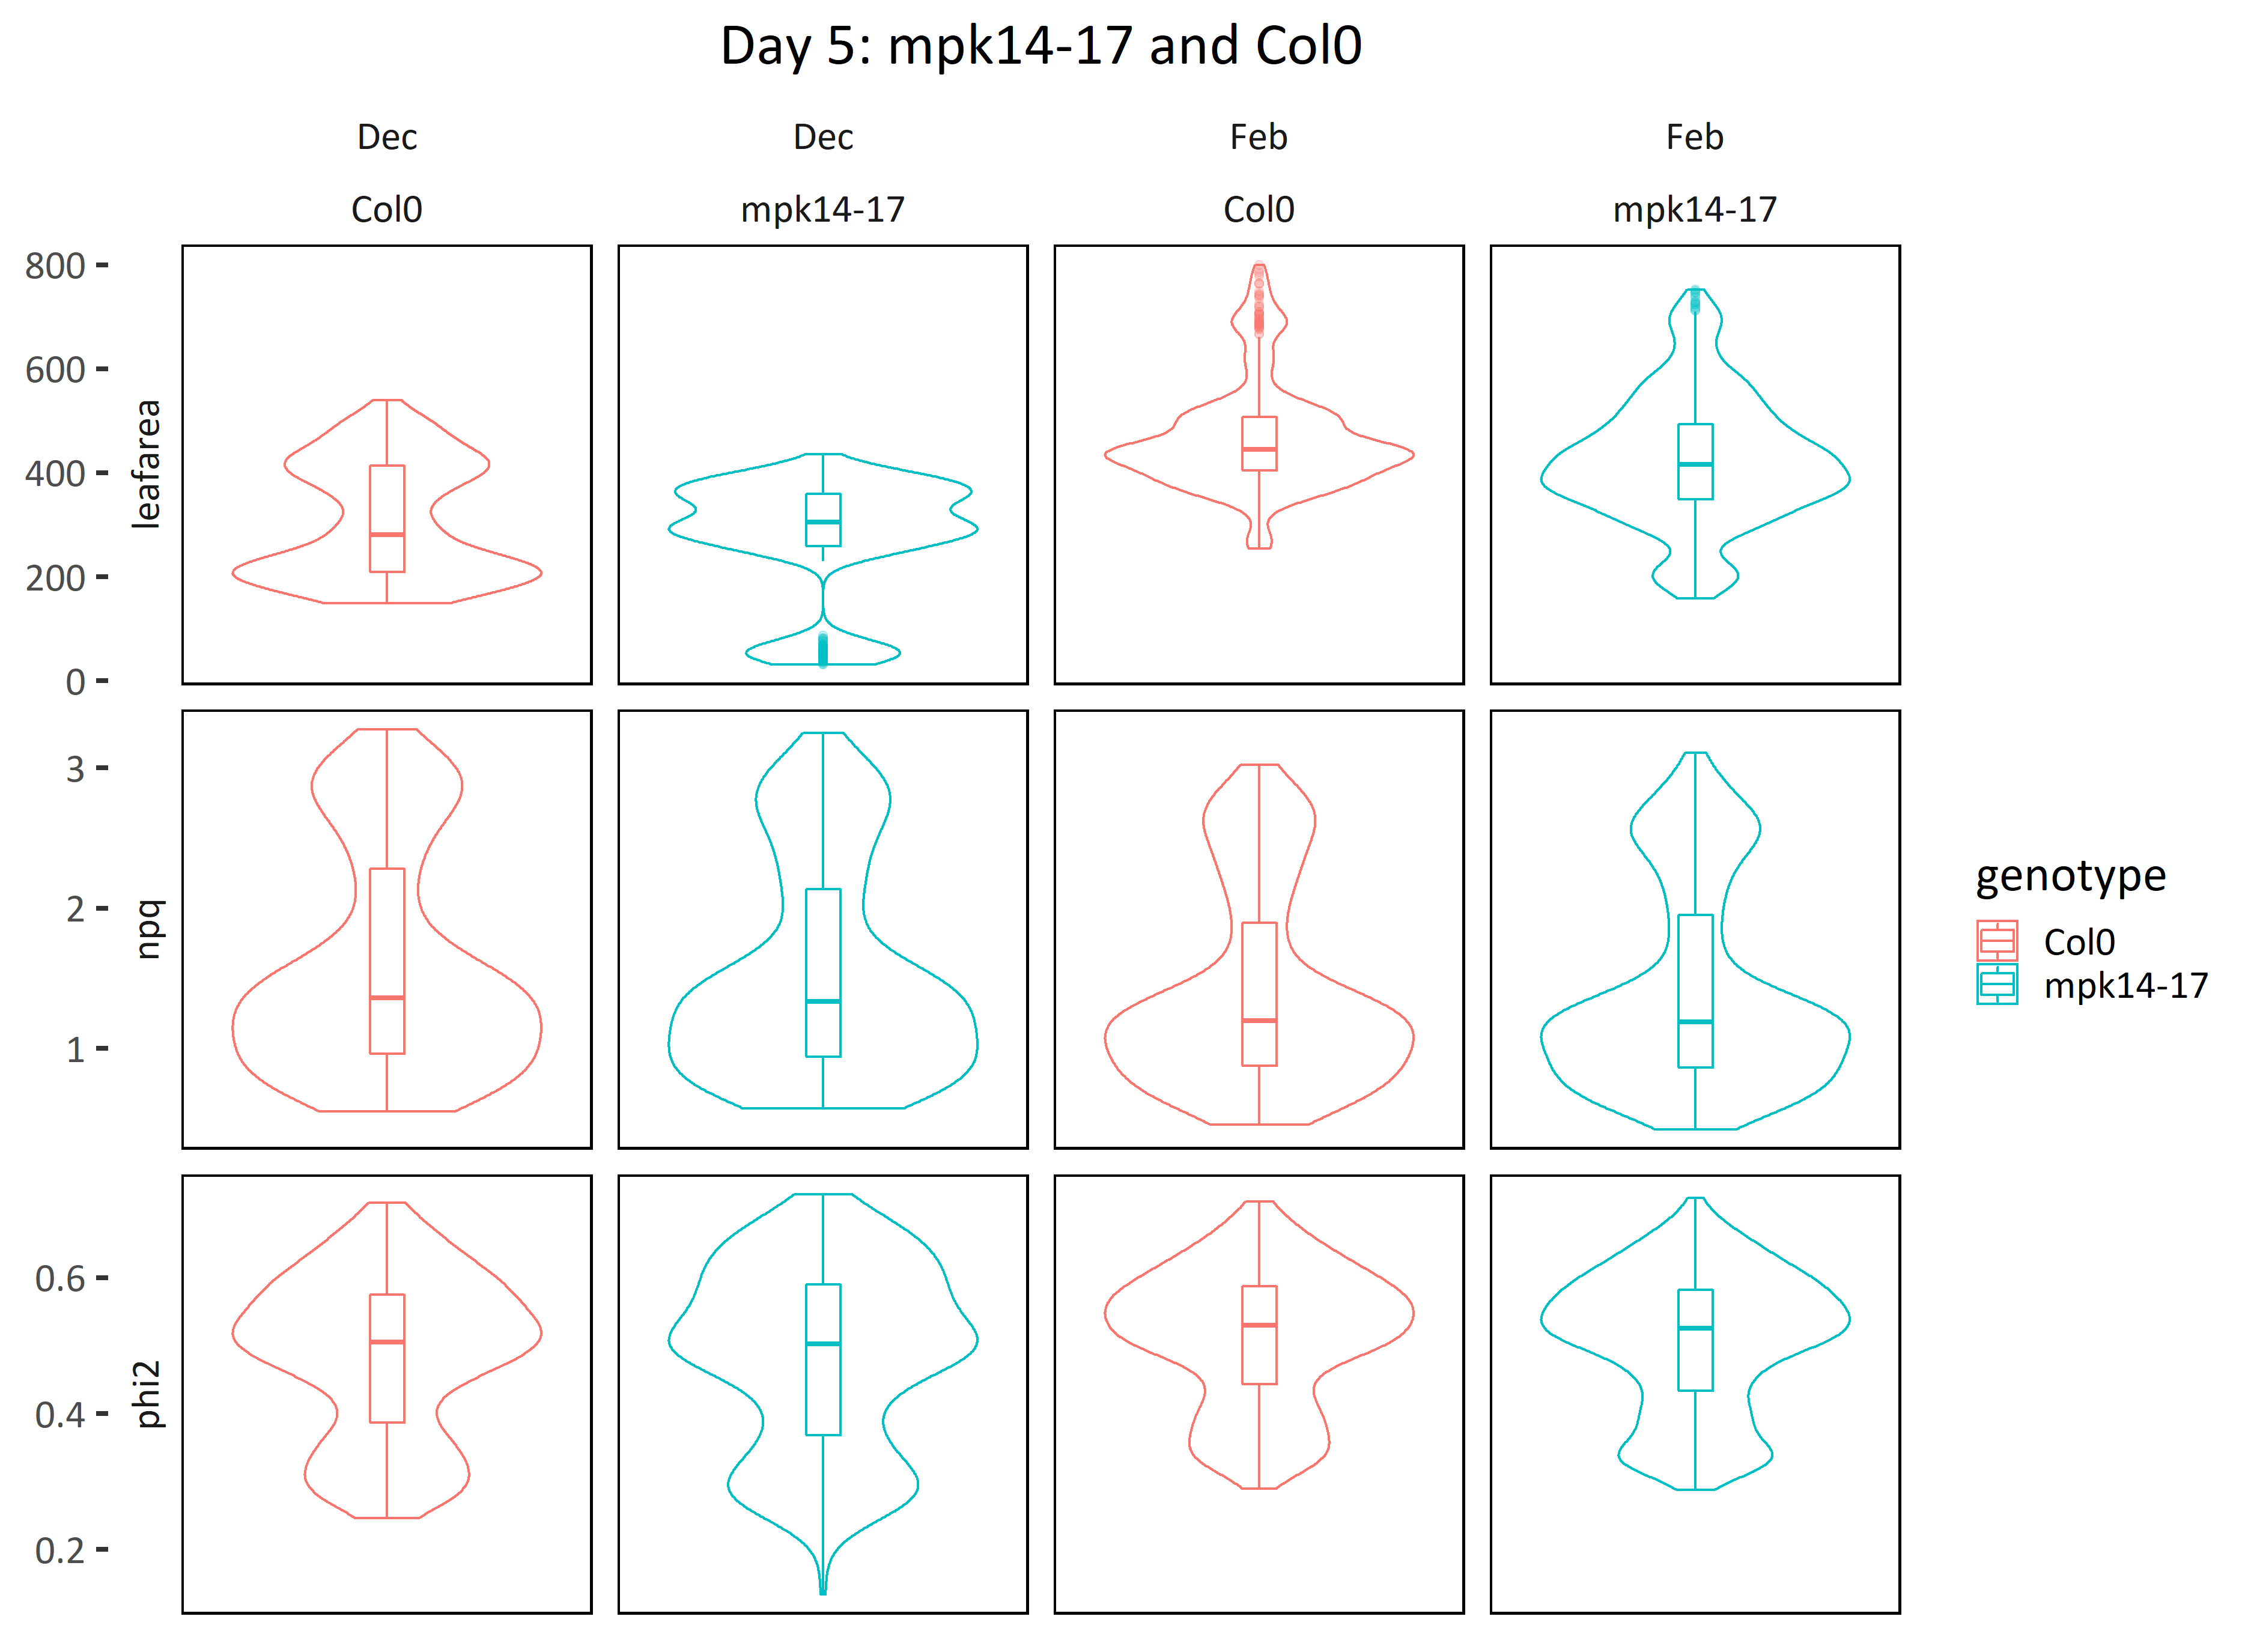 Day 5: mpk14-17 and Col0
Dec
Dec
Feb
Feb
Col0
mpk14-17
Col0
mpk14-17
leafarea
800
600
400
200
0
npq
3
2
1
phi2
0.6
0.4
0.2
genotype
Col0
mpk14-17